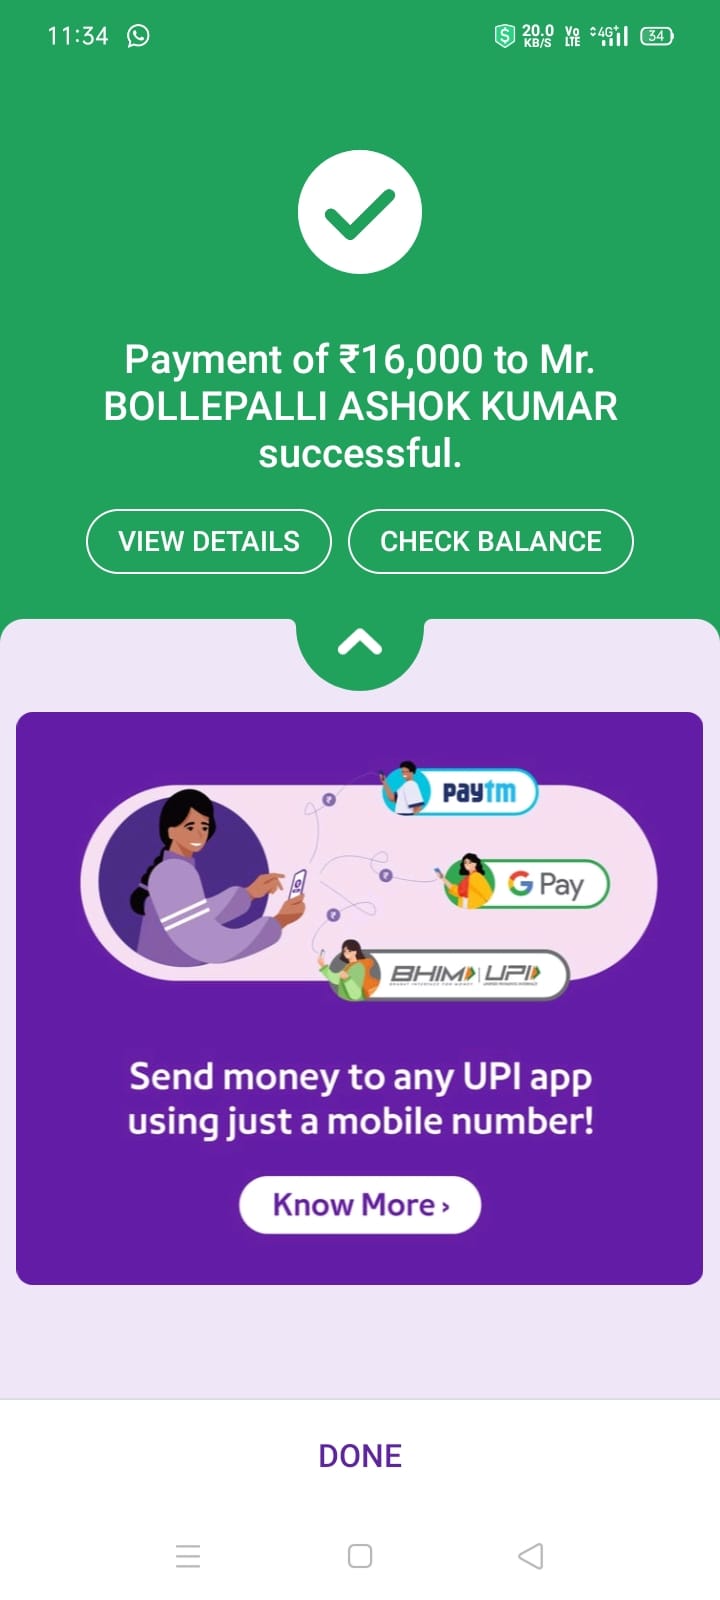 11:34
20.0 KB/S Vo LTE 4G+ 34
Payment of ₹16,000 to Mr.
BOLLEPALLI ASHOK KUMAR
successful.
VIEW DETAILS CHECK BALANCE
paytm
G Pay
BHIM UPI
Send money to any UPI app
using just a mobile number!
Know More ›
DONE